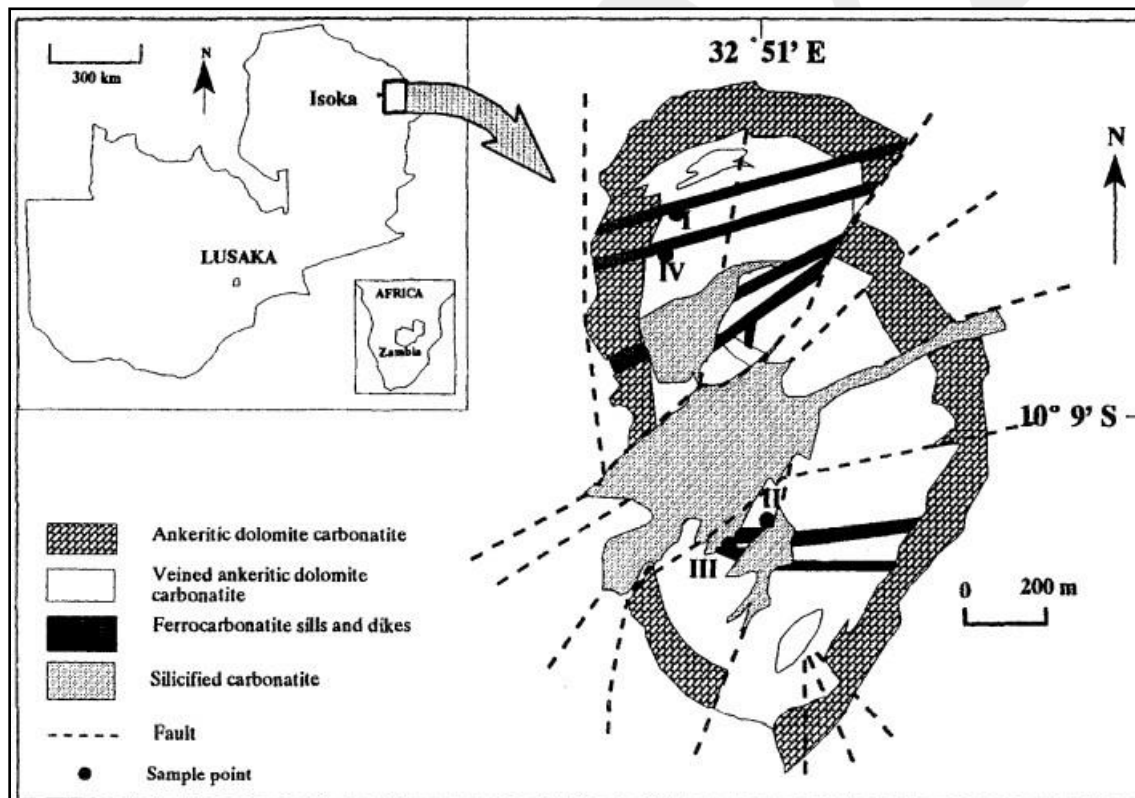 32 °51' E
N
300 km
Isoka
N
I
IV
LUSAKA
AFRICA
Zambia
10° 9' S
II
III
0 200 m
Ankeritic dolomite carbonatite
Veined ankeritic dolomite
carbonatite
Ferrocarbonatite sills and dikes
Silicified carbonatite
Fault
Sample point